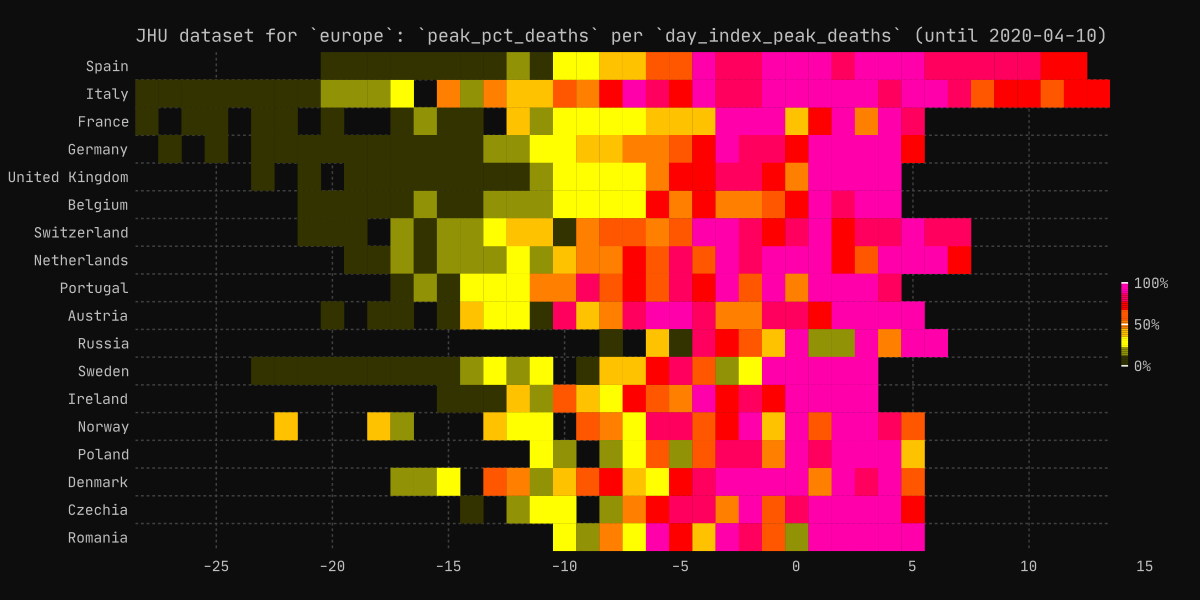 JHU dataset for `europe`: `peak_pct_deaths` per `day_index_peak_deaths` (until 2020-04-10)
Spain
Italy
France
Germany
United Kingdom
Belgium
Switzerland
Netherlands
Portugal
Austria
Russia
Sweden
Ireland
Norway
Poland
Denmark
Czechia
Romania
100%
50%
0%
-25 -20 -15 -10 -5 0 5 10 15